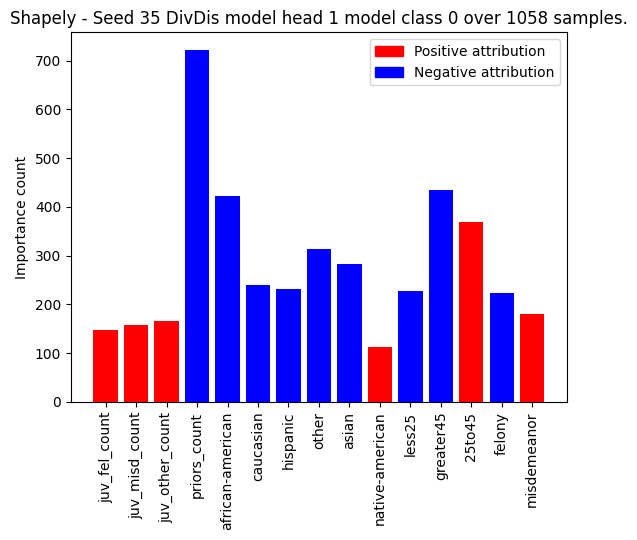 Shapely - Seed 35 DivDis model head 1 model class 0 over 1058 samples.
Positive attribution
Negative attribution
Importance count
700
600
500
400
300
200
100
0
juv_fel_count
juv_misd_count
juv_other_count
priors_count
african-american
caucasian
hispanic
other
asian
native-american
less25
greater45
25to45
felony
misdemeanor